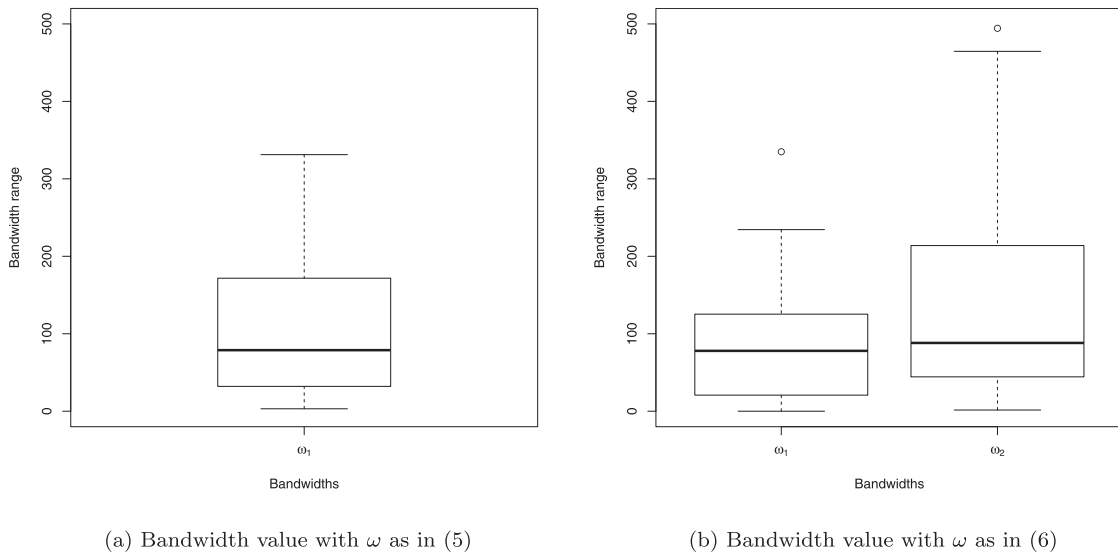 Bandwidth range
500
400
300
200
100
0
ω₁
Bandwidths
(a) Bandwidth value with ω as in (5)
Bandwidth range
500
400
300
200
100
0
ω₁ ω₂
Bandwidths
(b) Bandwidth value with ω as in (6)